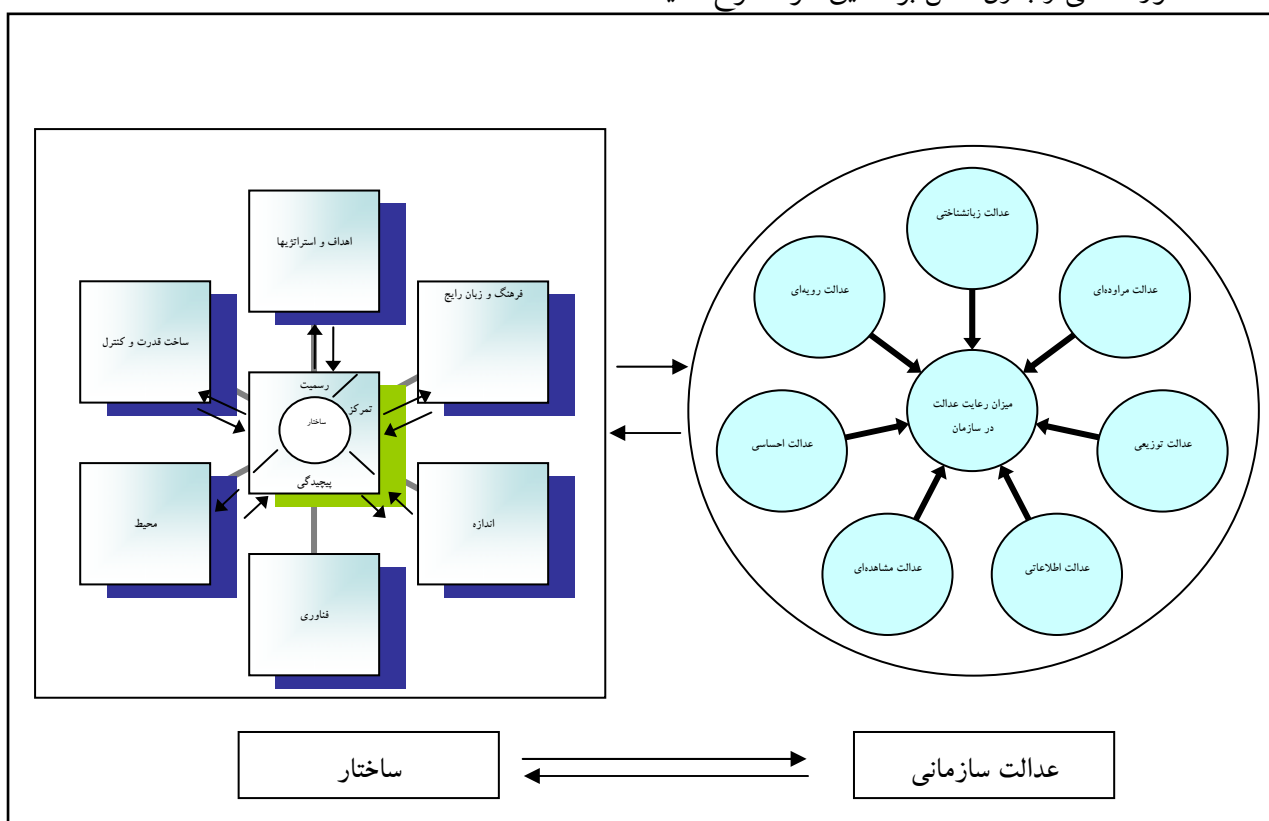 عدالت زبانشناختی
عدالت مراوده‌ای
عدالت رویه‌ای
عدالت توزیعی
عدالت احساسی
عدالت اطلاعاتی
عدالت مشاهده‌ای
میزان رعایت عدالت
در سازمان
اهداف و استراتژیها
فرهنگ و زبان رایج
ساخت قدرت و کنترل
رسمیت
تمرکز
ساختار
پیچیدگی
اندازه
محیط
فناوری
عدالت سازمانی
ساختار